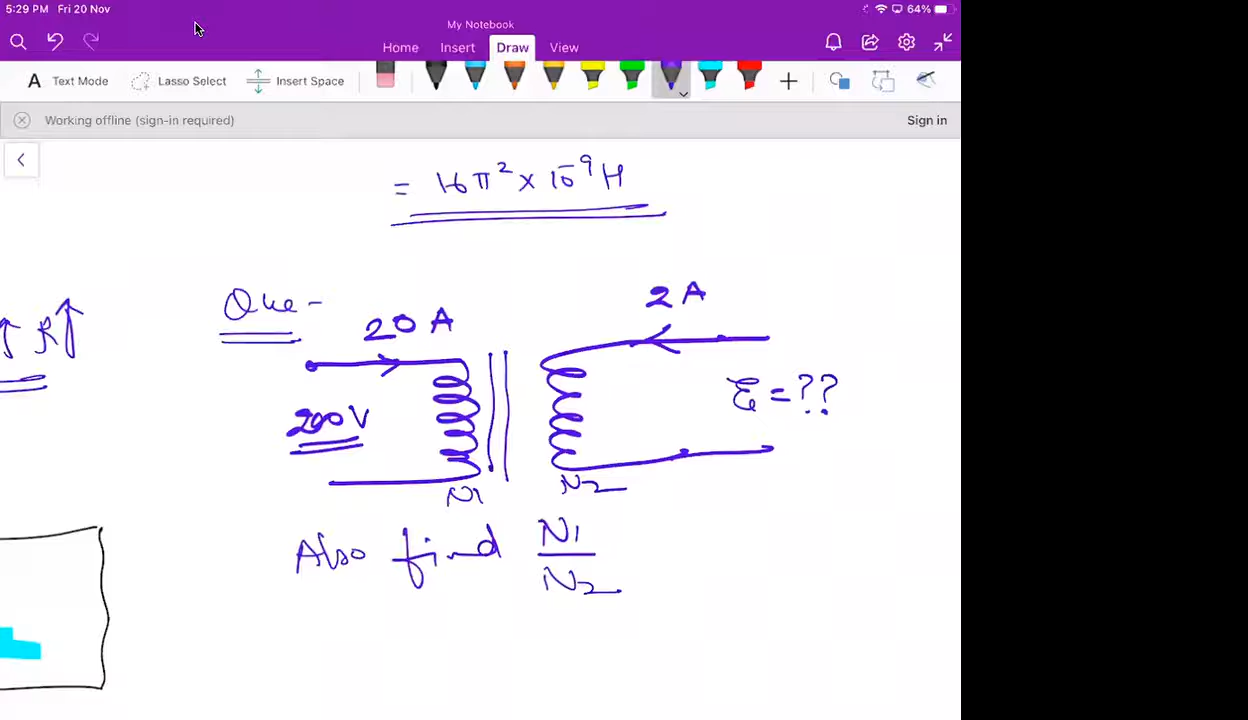 5:29 PM Fri 20 Nov
64%
My Notebook
Home Insert Draw View
A Text Mode Lasso Select Insert Space
Working offline (sign-in required) Sign in
= 16π² × 10⁻⁹ H
Que -
20 A
2 A
↑ R↑
200V
ξ = ??
N1 N2
Also find N1/N2